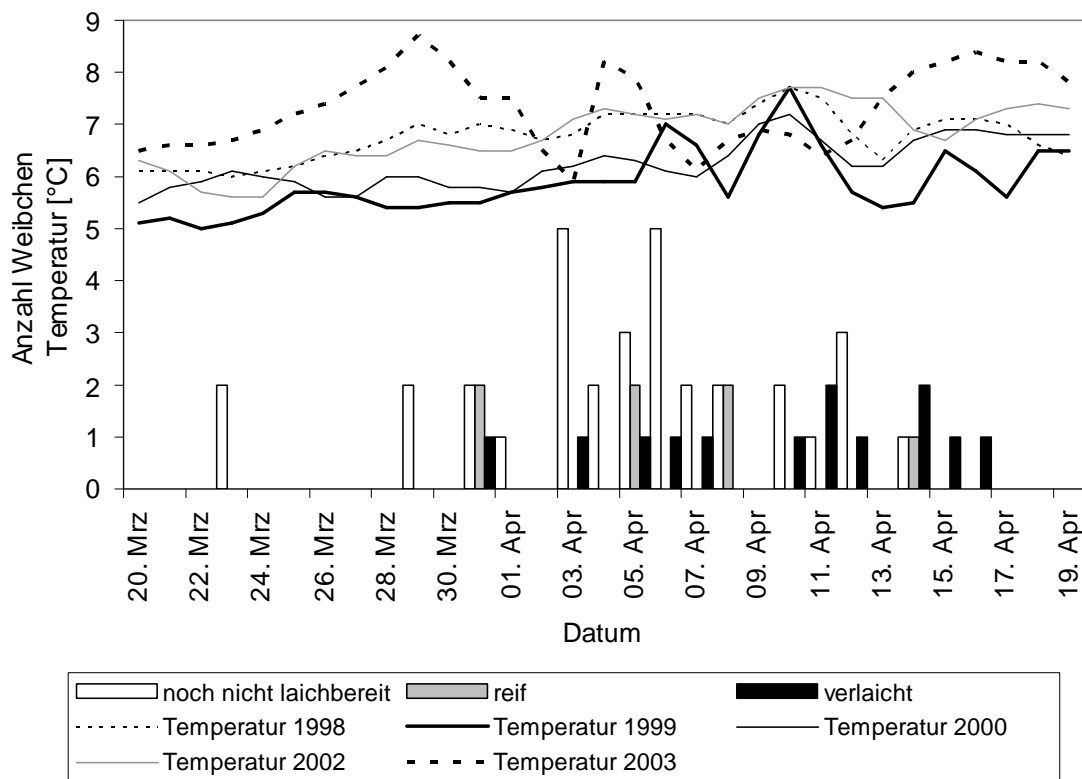 9
8
7
6
5
4
3
2
1
0
Anzahl Weibchen
Temperatur [°C]
20. Mrz
22. Mrz
24. Mrz
26. Mrz
28. Mrz
30. Mrz
01. Apr
03. Apr
05. Apr
07. Apr
09. Apr
11. Apr
13. Apr
15. Apr
17. Apr
19. Apr
Datum
noch nicht laichbereit reif verlaicht
Temperatur 1998 Temperatur 1999 Temperatur 2000
Temperatur 2002 Temperatur 2003